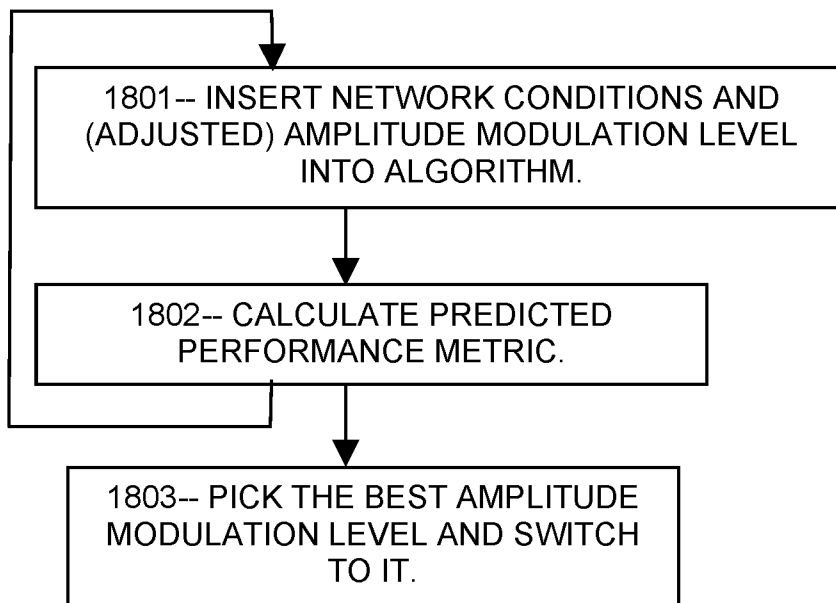 1801-- INSERT NETWORK CONDITIONS AND
(ADJUSTED) AMPLITUDE MODULATION LEVEL
INTO ALGORITHM.
1802-- CALCULATE PREDICTED
PERFORMANCE METRIC.
1803-- PICK THE BEST AMPLITUDE
MODULATION LEVEL AND SWITCH
TO IT.